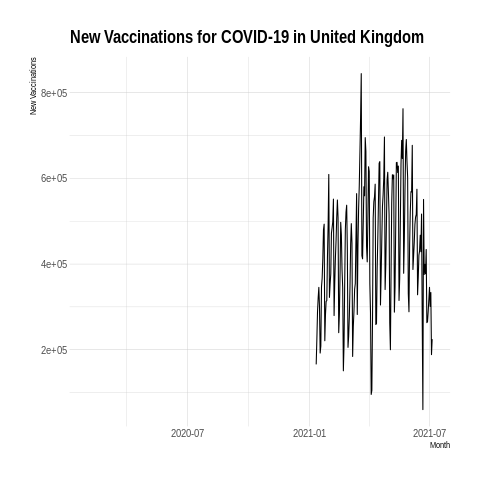 New Vaccinations for COVID-19 in United Kingdom
New Vaccinations
8e+05
6e+05
4e+05
2e+05
2020-07
2021-01
2021-07
Month